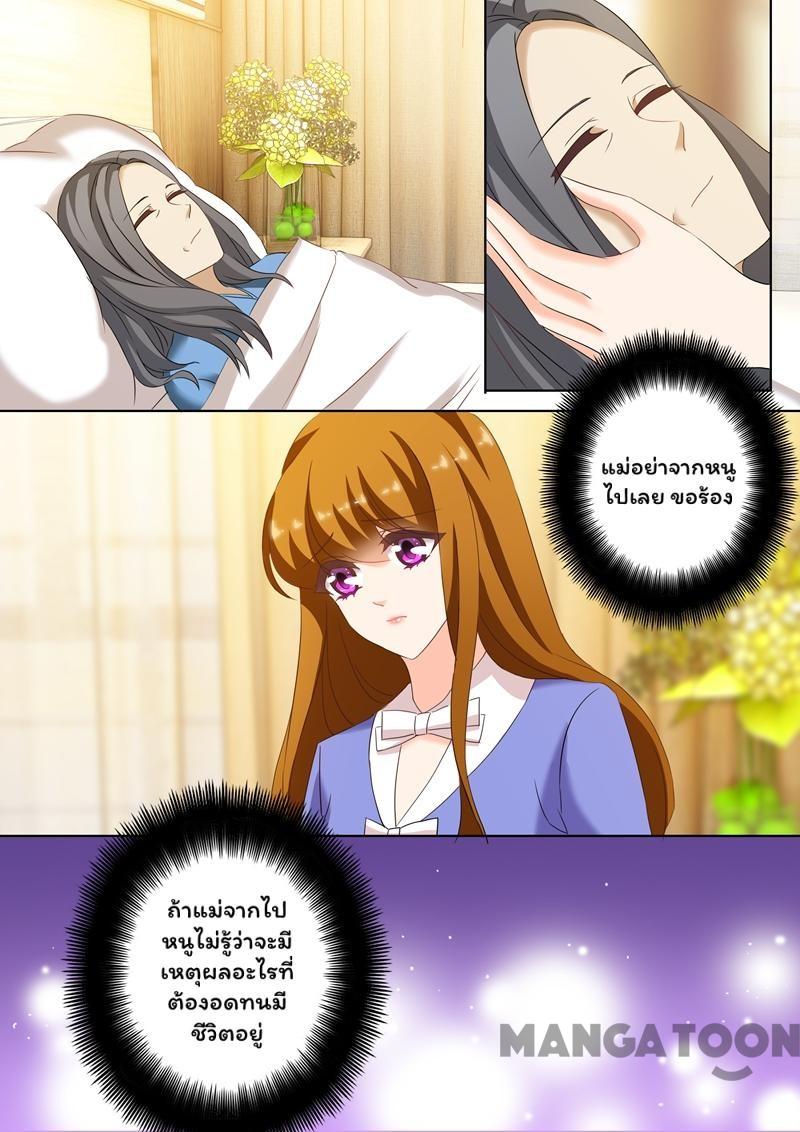 แม่อย่าจากหนู
ไปเลย ขอร้อง
ถ้าแม่จากไป
หนูไม่รู้ว่าจะมี
เหตุผลอะไรที่
ต้องอดทนมี
ชีวิตอยู่
MANGATOON